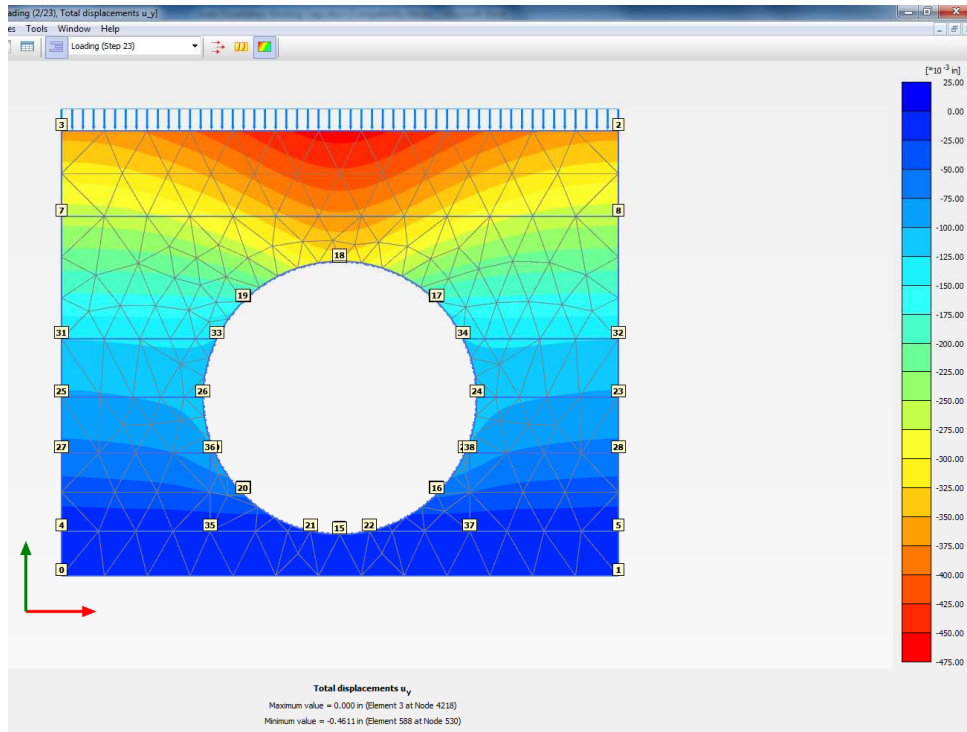 ading (2/23), Total displacements u_y]
es Tools Window Help
Loading (Step 23)
[*10 -3 in]
25.00
0.00
-25.00
-50.00
-75.00
-100.00
-125.00
-150.00
-175.00
-200.00
-225.00
-250.00
-275.00
-300.00
-325.00
-350.00
-375.00
-400.00
-425.00
-450.00
-475.00
3 2
7 8
18
19 17
31 33 34 32
25 26 24 23
27 36 38 28
20 16
4 35 21 15 22 37 5
0 1
Total displacements uy
Maximum value = 0.000 in (Element 3 at Node 4218)
Minimum value = -0.4611 in (Element 588 at Node 530)